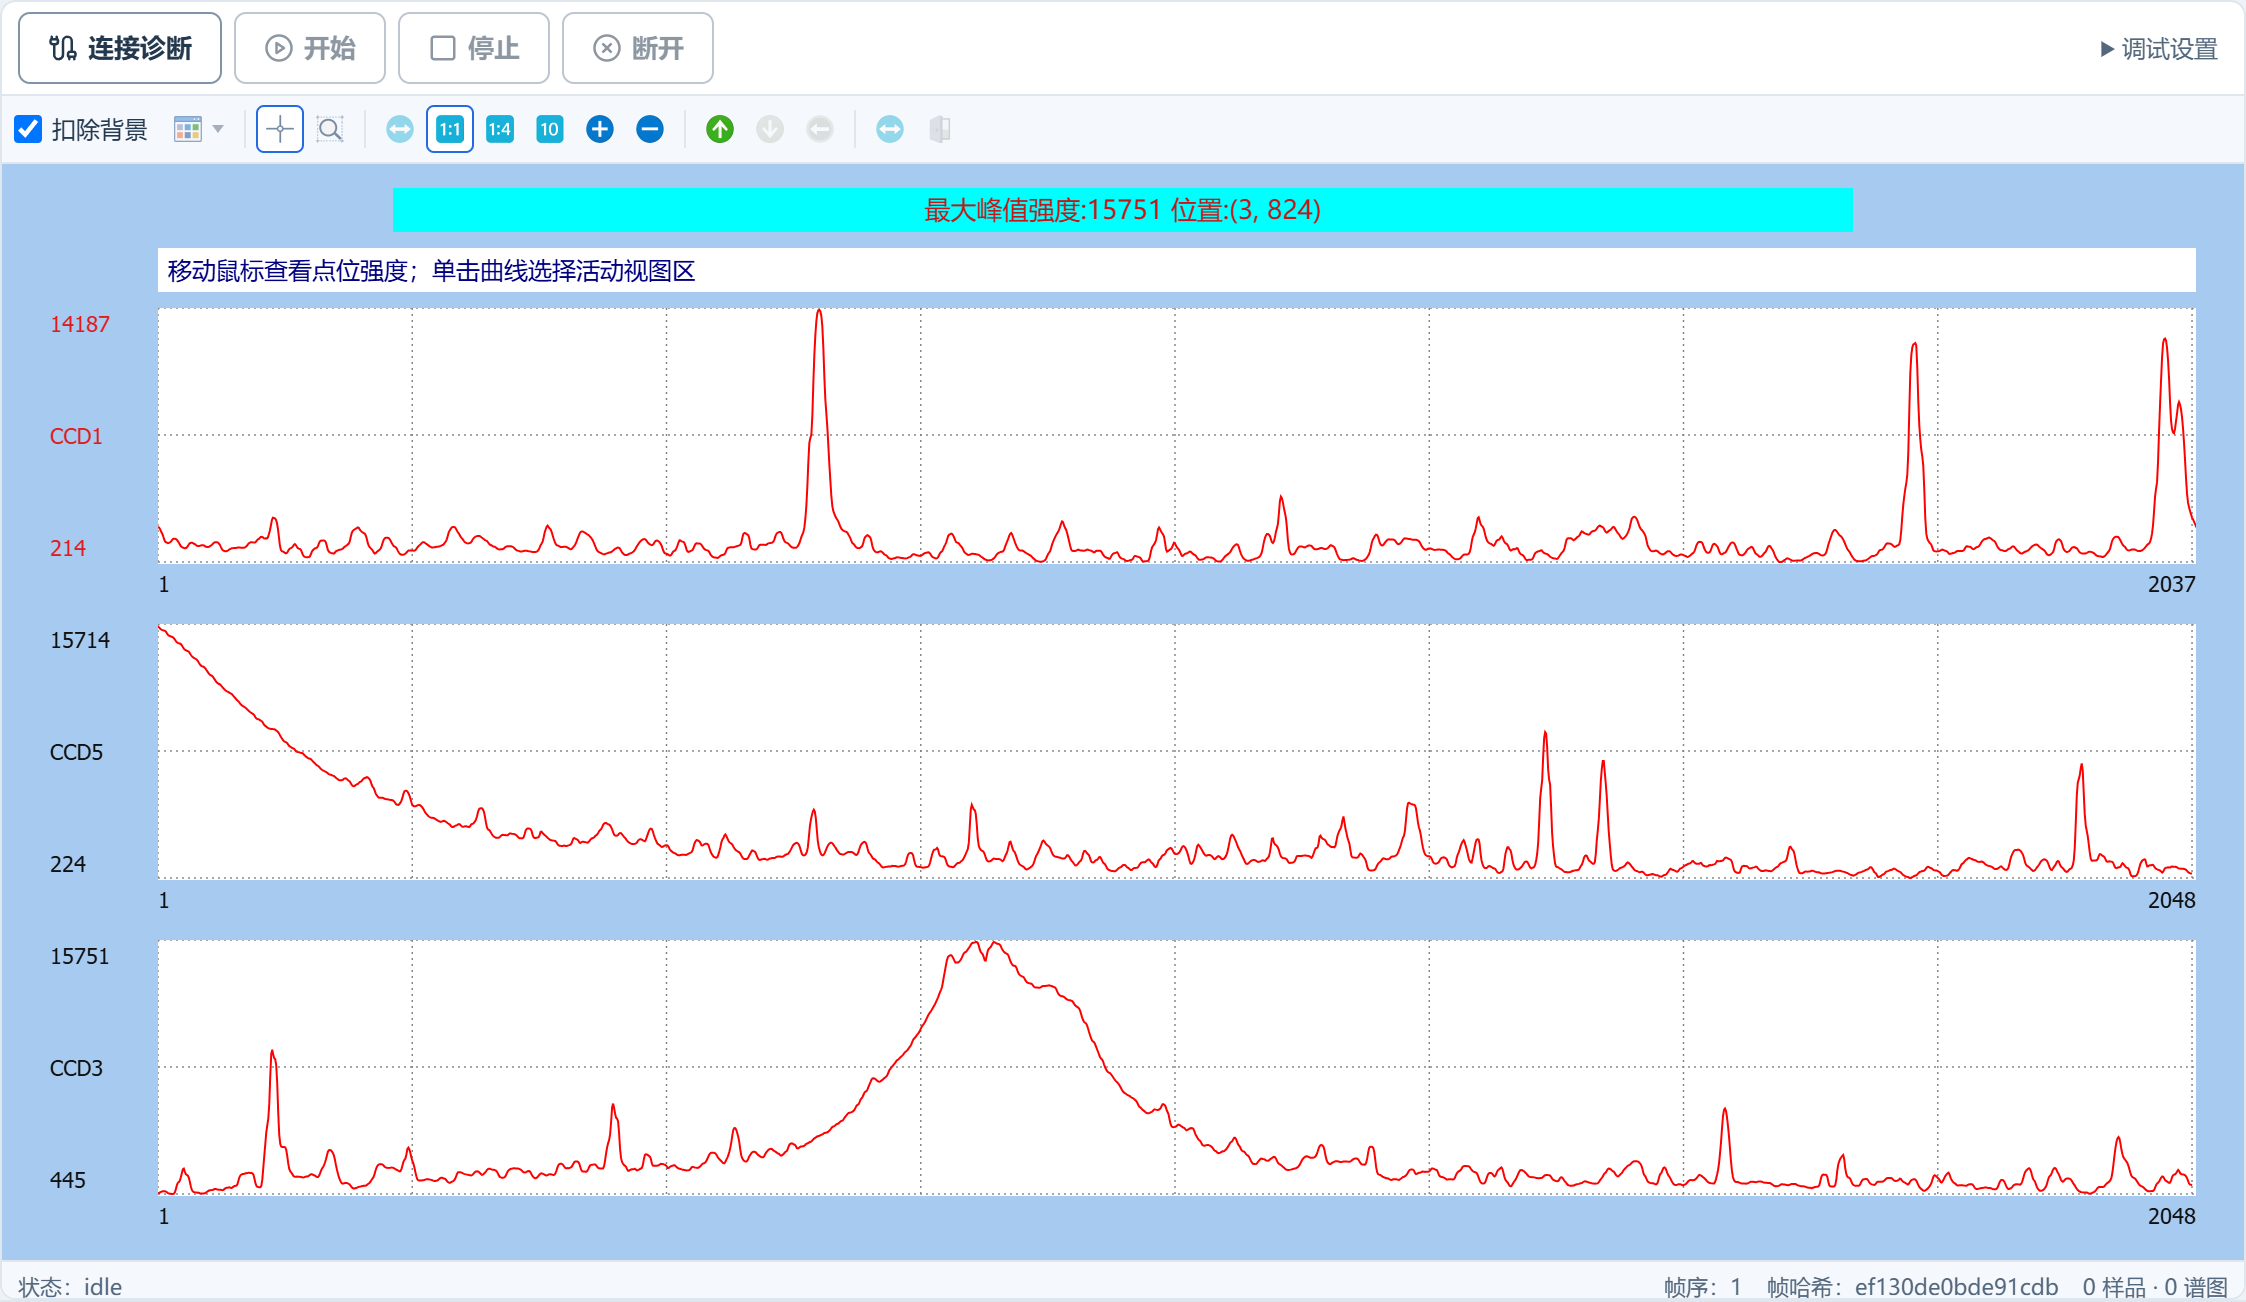 连接诊断 开始 停止 断开 ▶ 调试设置
扣除背景 1:1 1:4 10
最大峰值强度:15751 位置:(3, 824)
移动鼠标查看点位强度；单击曲线选择活动视图区
14187
CCD1
214
1 2037
15714
CCD5
224
1 2048
15751
CCD3
445
1 2048
状态：idle 帧序：1 帧哈希：ef130de0bde91cdb 0 样品 · 0 谱图